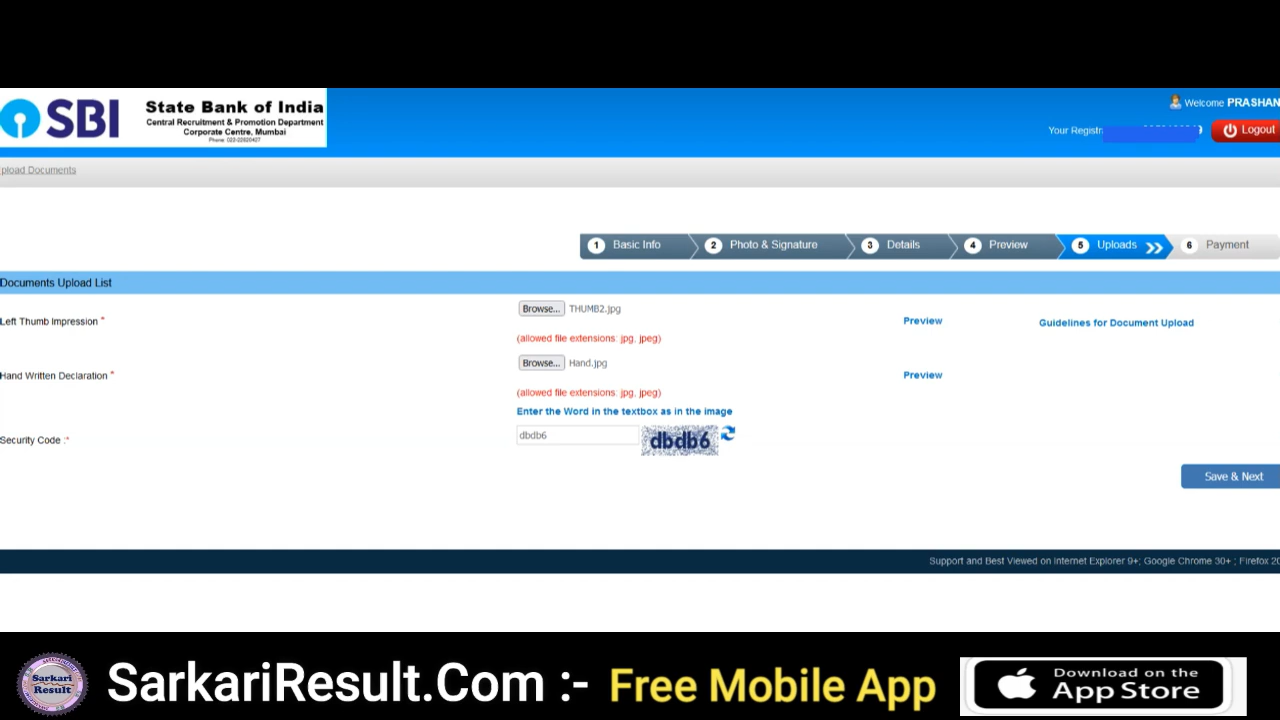 SBI
State Bank of India
Central Recruitment & Promotion Department
Corporate Centre, Mumbai
Phone: 022-22820427
Welcome PRASHAN
Your Registr
Logout
pload Documents
1 Basic Info
2 Photo & Signature
3 Details
4 Preview
5 Uploads
6 Payment
Documents Upload List
Left Thumb Impression *
Browse... THUMB2.jpg
Preview
Guidelines for Document Upload
(allowed file extensions: jpg, jpeg)
Hand Written Declaration *
Browse... Hand.jpg
Preview
(allowed file extensions: jpg, jpeg)
Enter the Word in the textbox as in the image
Security Code :*
dbdb6
dbdb6
Save & Next
Support and Best Viewed on Internet Explorer 9+; Google Chrome 30+ ; Firefox 20
Sarkari
Result
SarkariResult.Com :- Free Mobile App
Download on the
App Store